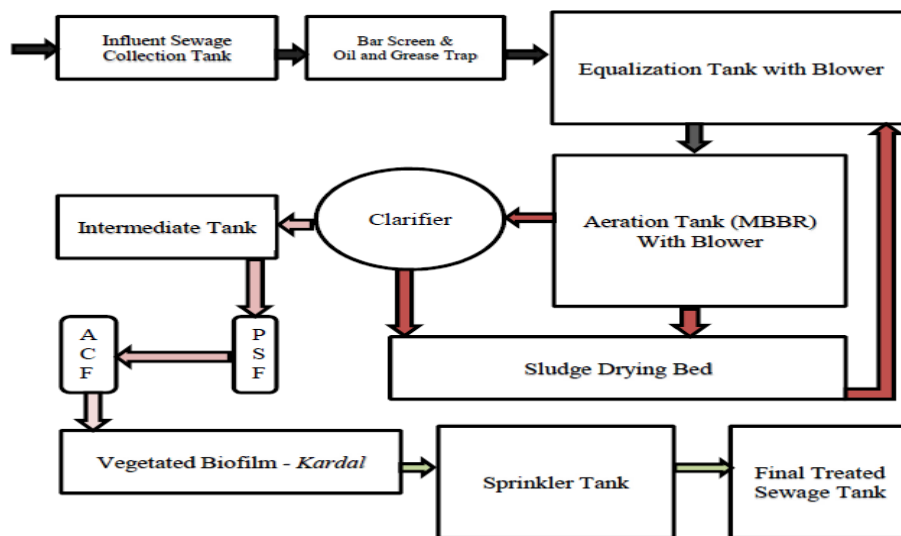 Influent Sewage
Collection Tank
Bar Screen &
Oil and Grease Trap
Equalization Tank with Blower
Aeration Tank (MBBR)
With Blower
Clarifier
Intermediate Tank
P
S
F
A
C
F
Sludge Drying Bed
Vegetated Biofilm - Kardal
Sprinkler Tank
Final Treated
Sewage Tank